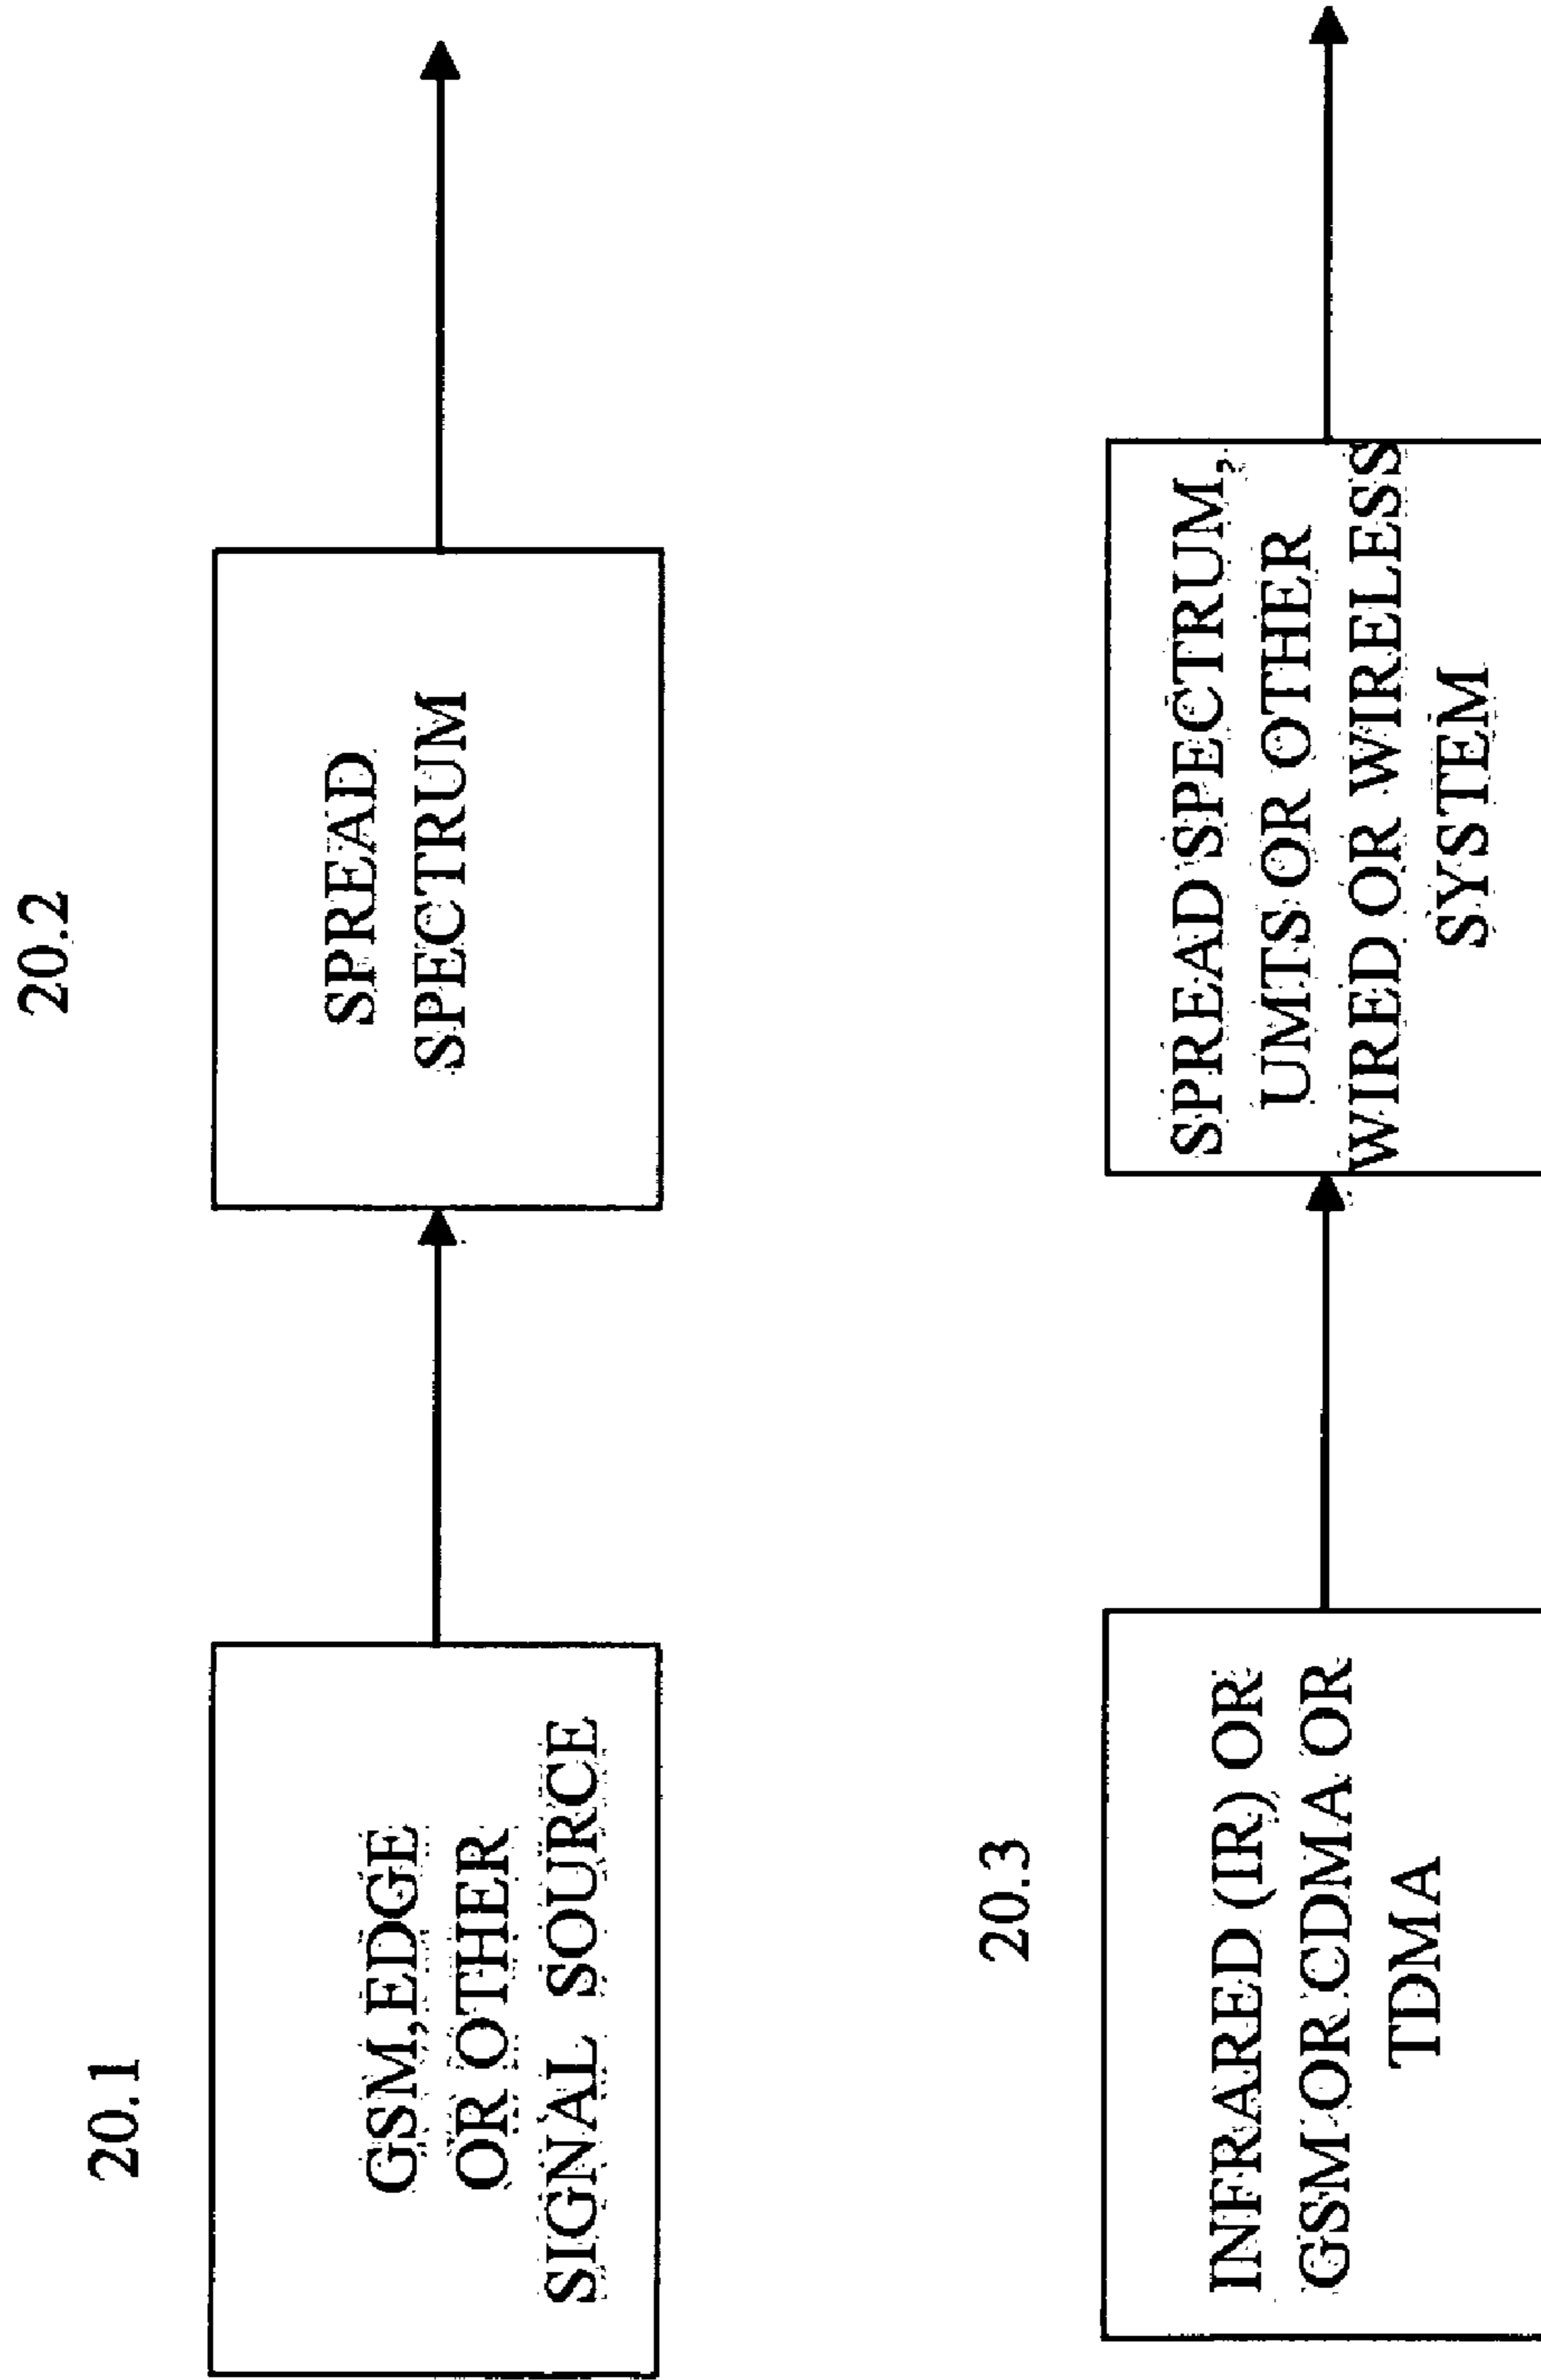 20.1
GSM,EDGE
OR OTHER
SIGNAL SOURCE
20.2
SPREAD
SPECTRUM
20.3
INFRARED (IR) OR
GSM OR CDMA OR
TDMA
SPREAD SPECTRUM,
UMTS OR OTHER
WIRED OR WIRELESS
SYSTEM